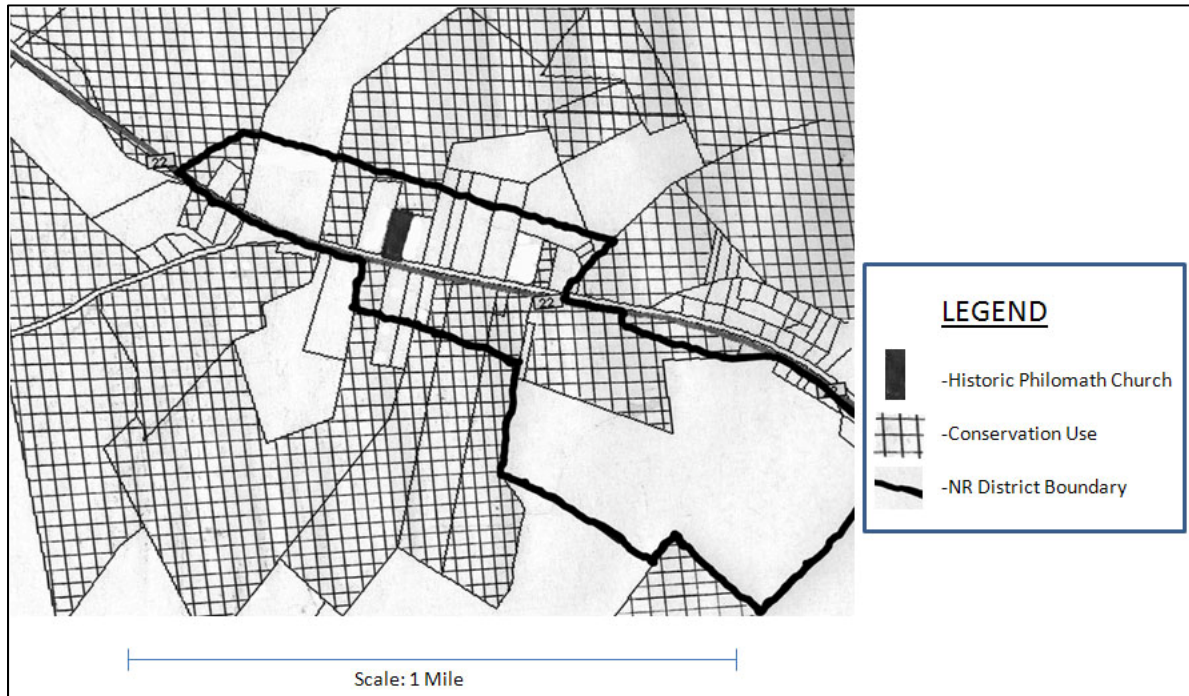 22
22
LEGEND
-Historic Philomath Church
-Conservation Use
-NR District Boundary
Scale: 1 Mile